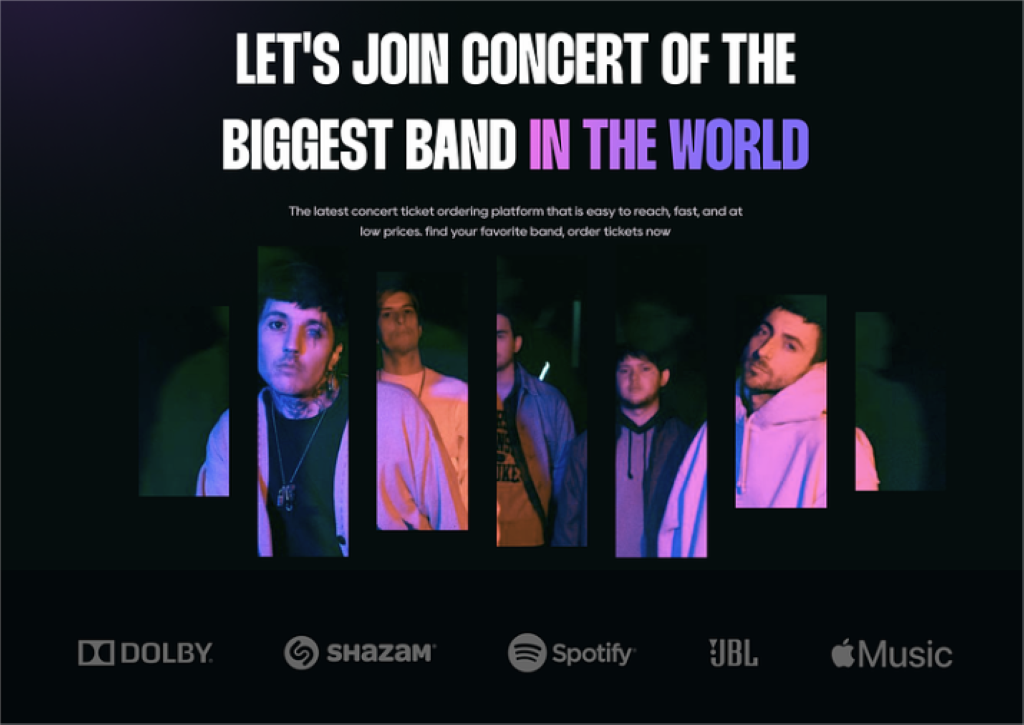 LET'S JOIN CONCERT OF THE
BIGGEST BAND IN THE WORLD
The latest concert ticket ordering platform that is easy to reach, fast, and at
low prices. find your favorite band, order tickets now
DOLBY
SHAZAM
Spotify
JBL
Music